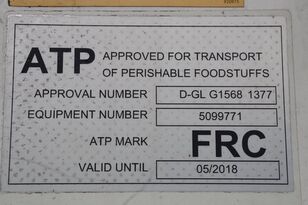 ATP APPROVED FOR TRANSPORT
OF PERISHABLE FOODSTUFFS
APPROVAL NUMBER D-GL G1568 1377
EQUIPMENT NUMBER 5099771
ATP MARK FRC
VALID UNTIL 05/2018